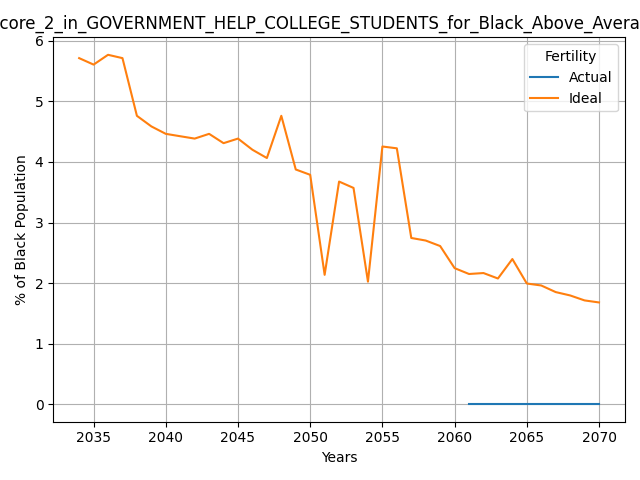 core_2_in_GOVERNMENT_HELP_COLLEGE_STUDENTS_for_Black_Above_Avera
6
5
4
3
2
1
0
% of Black Population
Fertility
Actual
Ideal
2035 2040 2045 2050 2055 2060 2065 2070
Years